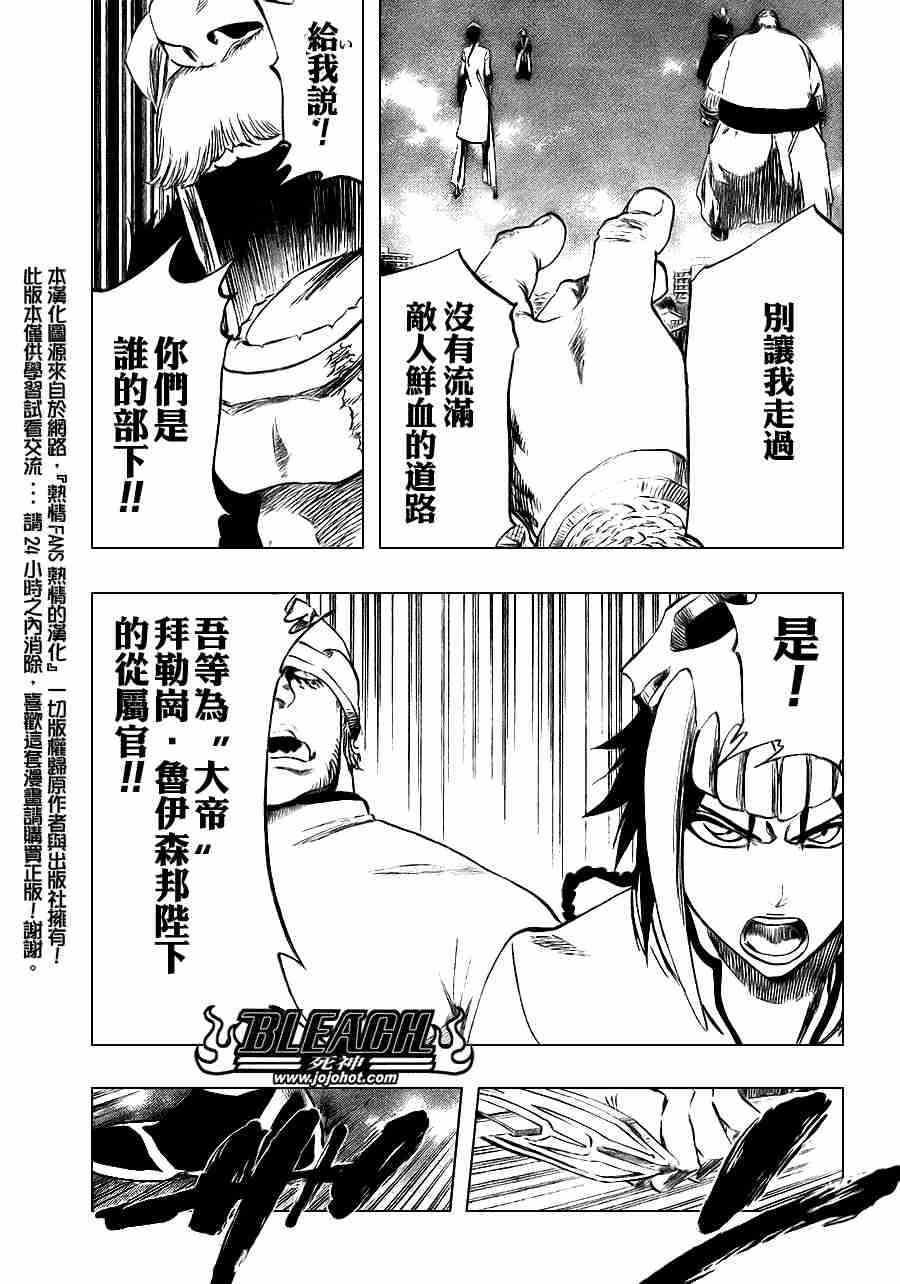 別讓我走過
沒有流滿
敵人鮮血的道路
給我說！
い
你們是
誰的部下!!
是！
吾等為〝大帝〞
拜勒崗．魯伊森邦陛下
的從屬官!!
BLEACH
死神
www.jojohot.com
本漢化圖源來自於網路，『熱情FANS熱情的漢化』一切版權歸原作者與出版社擁有！
此版本僅供學習試看交流… 請24小時之內消除，喜歡這套漫畫請購買正版！謝謝。